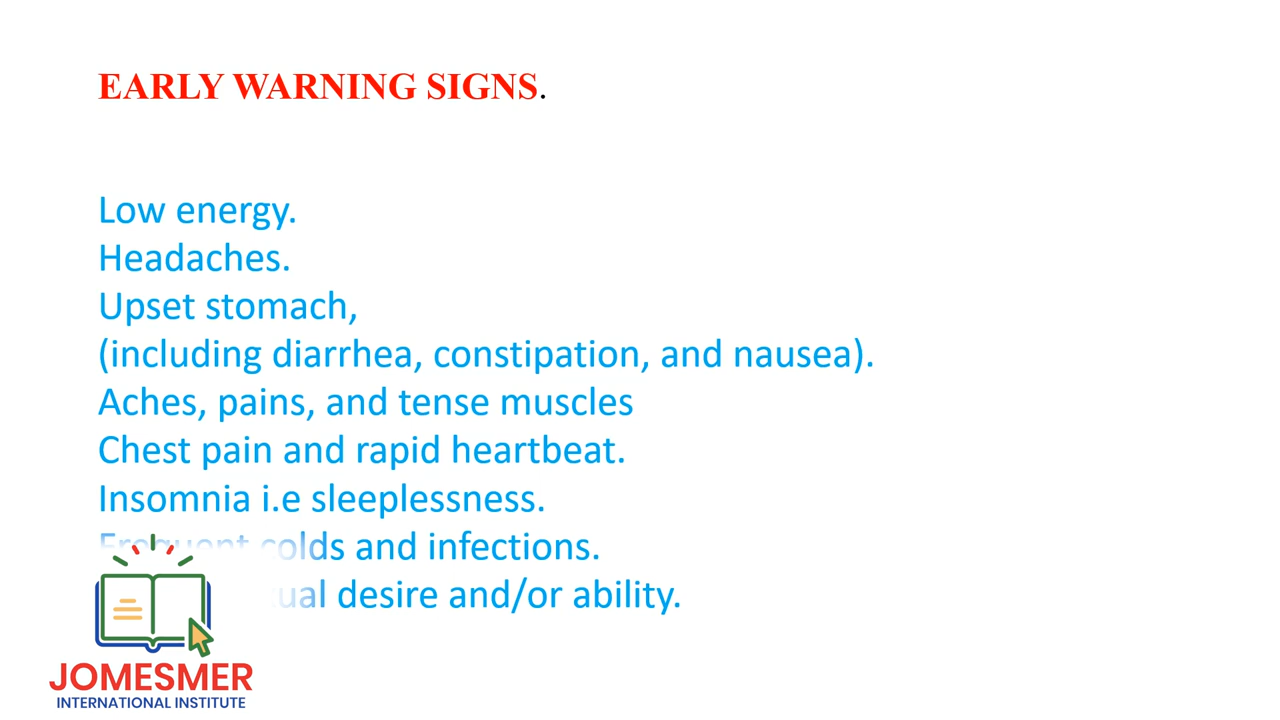 EARLY WARNING SIGNS.
Low energy.
Headaches.
Upset stomach,
(including diarrhea, constipation, and nausea).
Aches, pains, and tense muscles
Chest pain and rapid heartbeat.
Insomnia i.e sleeplessness.
Frequent colds and infections.
desire and/or ability.
JOMESMER
INTERNATIONAL INSTITUTE